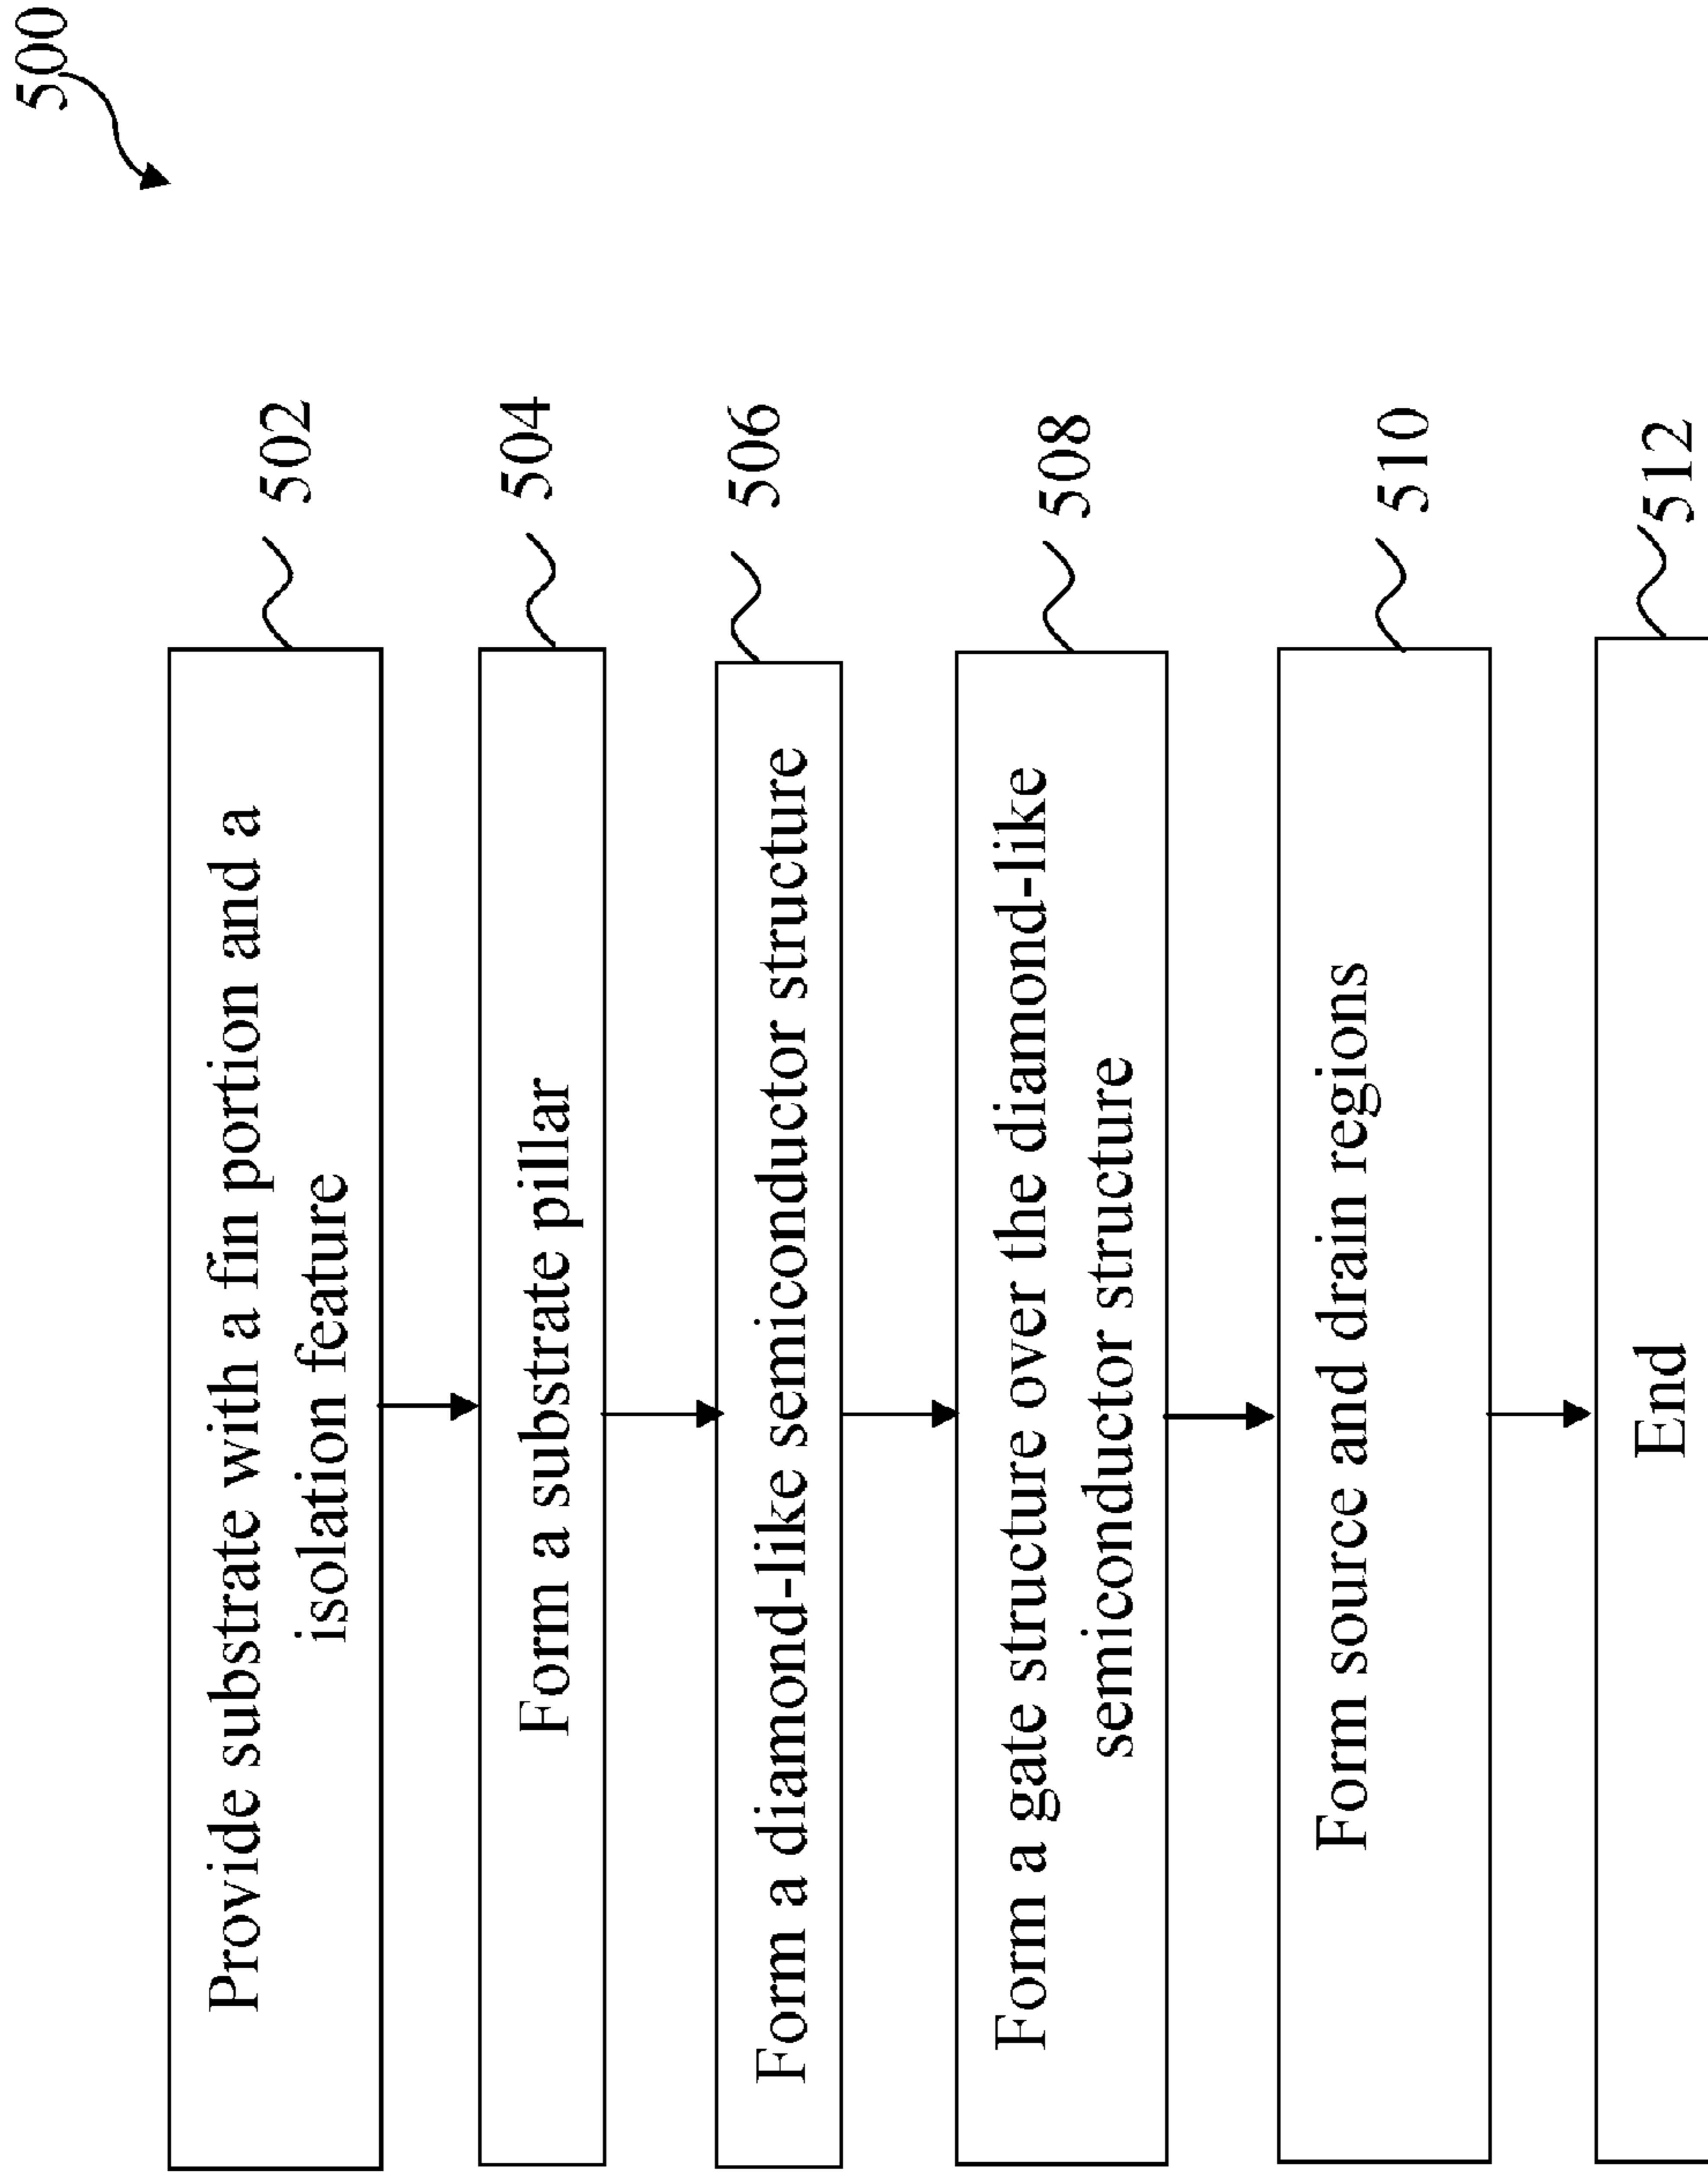 500
Provide substrate with a fin portion and a
isolation feature
502
Form a substrate pillar
504
Form a diamond-like semiconductor structure
506
Form a gate structure over the diamond-like
semiconductor structure
508
Form source and drain regions
510
End
512